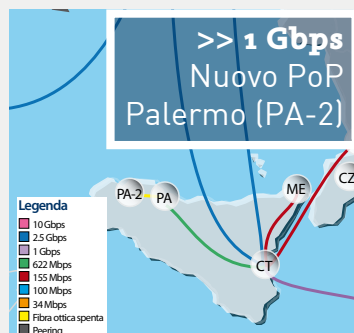 >> 1 Gbps
Nuovo PoP
Palermo (PA-2)
PA-2
PA
ME
CZ
CT
Legenda
10 Gbps
2.5 Gbps
1 Gbps
622 Mbps
155 Mbps
100 Mbps
34 Mbps
Fibra ottica spenta
Peering